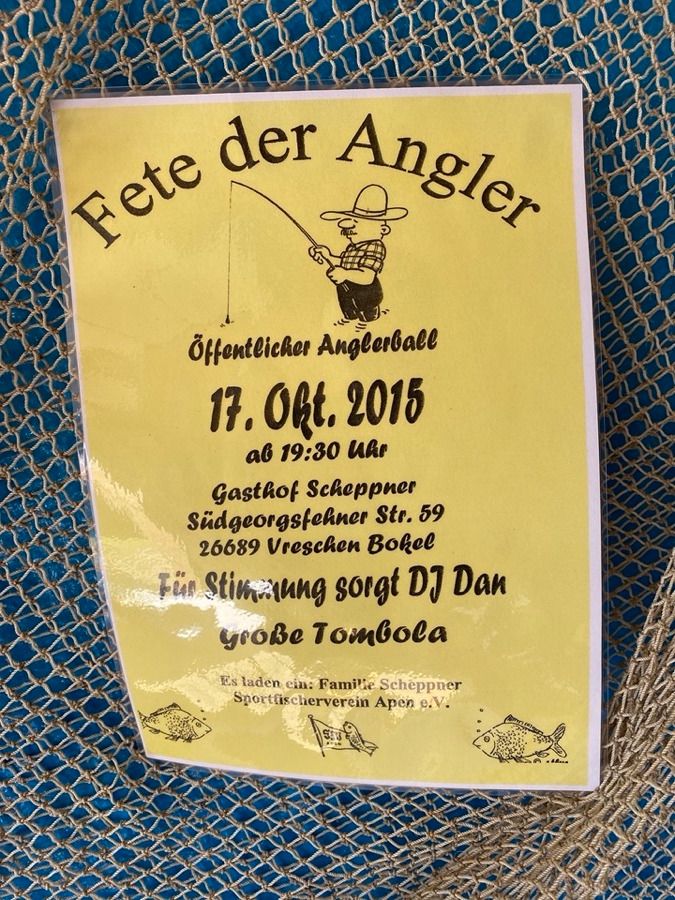 Fete der Angler
Öffentlicher Anglerball
17. Okt. 2015
ab 19:30 Uhr
Gasthof Scheppner
Südgeorgsfehner Str. 59
26689 Vreschen Bokel
Für Stimmung sorgt DJ Dan
Große Tombola
Es laden ein: Familie Scheppner
Sportfischerverein Apen e.V.